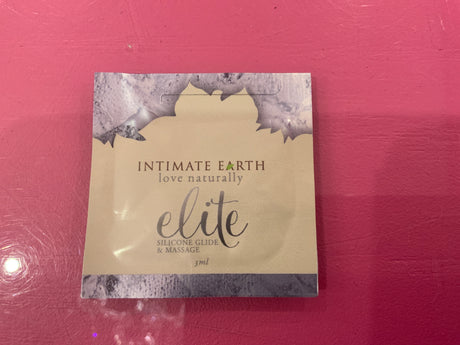 INTIMATE EARTH
love naturally
elite
SILICONE GLIDE
& MASSAGE
3ml